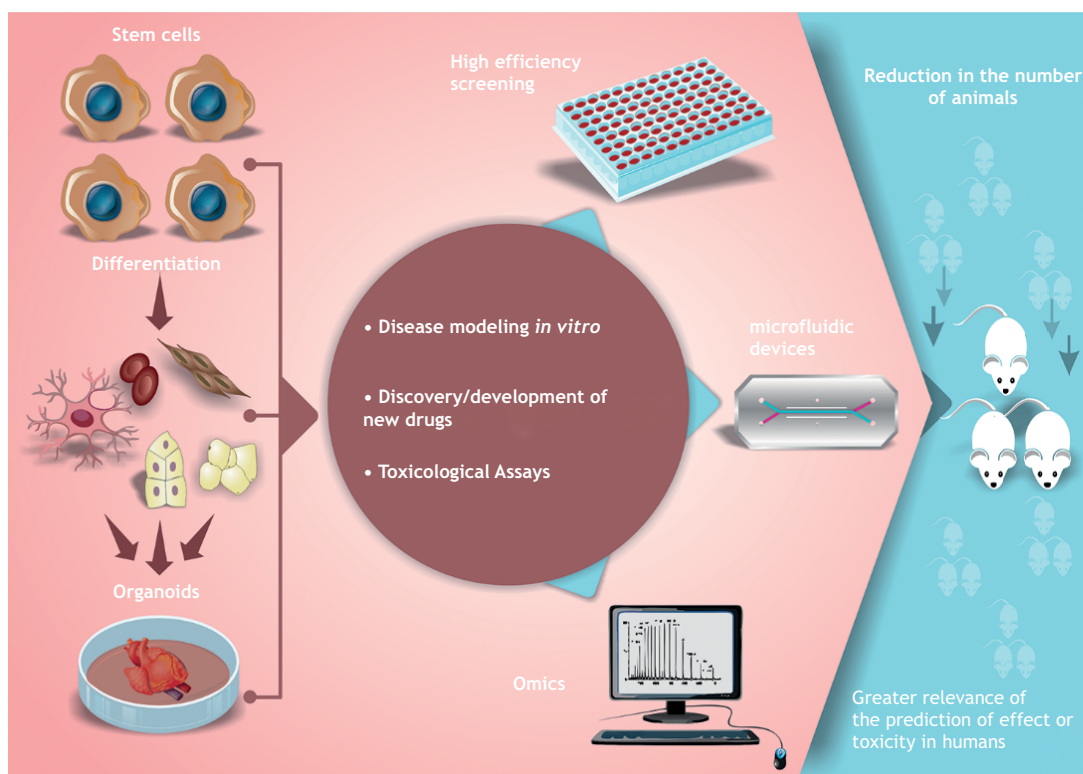 Stem cells
Differentiation
Organoids
• Disease modeling in vitro
• Discovery/development of
new drugs
• Toxicological Assays
High efficiency
screening
microfluidic
devices
Omics
Reduction in the number
of animals
Greater relevance of
the prediction of effect or
toxicity in humans